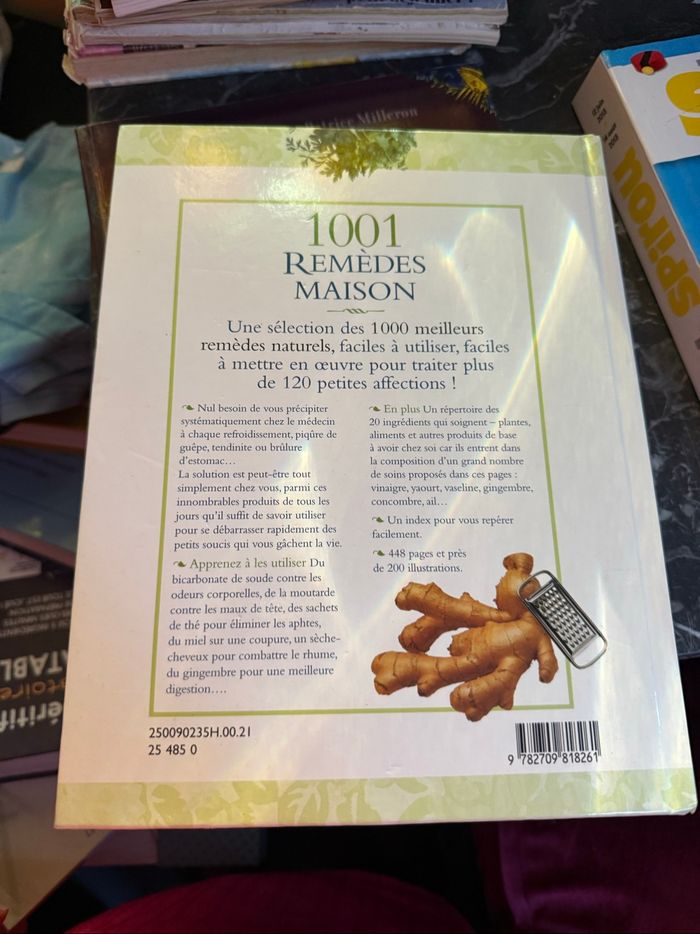 Béatrice Milleron
1001
REMÈDES
MAISON
Une sélection des 1000 meilleurs
remèdes naturels, faciles à utiliser, faciles
à mettre en œuvre pour traiter plus
de 120 petites affections !
Nul besoin de vous précipiter
systématiquement chez le médecin
à chaque refroidissement, piqûre de
guêpe, tendinite ou brûlure
d'estomac…
La solution est peut-être tout
simplement chez vous, parmi ces
innombrables produits de tous les
jours qu'il suffit de savoir utiliser
pour se débarrasser rapidement des
petits soucis qui vous gâchent la vie.
Apprenez à les utiliser Du
bicarbonate de soude contre les
odeurs corporelles, de la moutarde
contre les maux de tête, des sachets
de thé pour éliminer les aphtes,
du miel sur une coupure, un sèche-
cheveux pour combattre le rhume,
du gingembre pour une meilleure
digestion….
En plus Un répertoire des
20 ingrédients qui soignent – plantes,
aliments et autres produits de base
à avoir chez soi car ils entrent dans
la composition d'un grand nombre
de soins proposés dans ces pages :
vinaigre, yaourt, vaseline, gingembre,
concombre, ail…
Un index pour vous repérer
facilement.
448 pages et près
de 200 illustrations.
250090235H.00.21
25 485 0
9 782709 818261
spirou